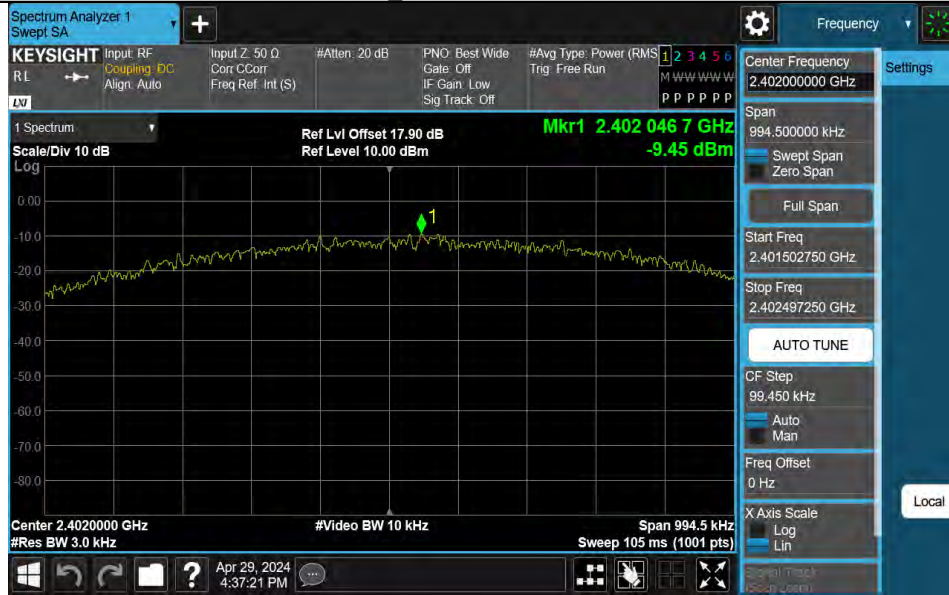 Spectrum Analyzer 1
Swept SA
Frequency
KEYSIGHT
RL
LXI
Input: RF
Coupling: DC
Align: Auto
Input Z: 50 Ω
Corr CCorr
Freq Ref: Int (S)
#Atten: 20 dB
PNO: Best Wide
Gate: Off
IF Gain: Low
Sig Track: Off
#Avg Type: Power (RMS
Trig: Free Run
1 2 3 4 5 6
M W W W W W
P P P P P P
Center Frequency
2.402000000 GHz
Settings
Span
994.500000 kHz
Swept Span
Zero Span
Full Span
Start Freq
2.401502750 GHz
Stop Freq
2.402497250 GHz
AUTO TUNE
CF Step
99.450 kHz
Auto
Man
Freq Offset
0 Hz
X Axis Scale
Log
Lin
Signal Track
(Span Zoom)
Local
1 Spectrum
Scale/Div 10 dB
Ref Lvl Offset 17.90 dB
Ref Level 10.00 dBm
Mkr1 2.402 046 7 GHz
-9.45 dBm
Log
1
0.00
-10.0
-20.0
-30.0
-40.0
-50.0
-60.0
-70.0
-80.0
Center 2.4020000 GHz
#Res BW 3.0 kHz
#Video BW 10 kHz
Span 994.5 kHz
Sweep 105 ms (1001 pts)
Apr 29, 2024
4:37:21 PM